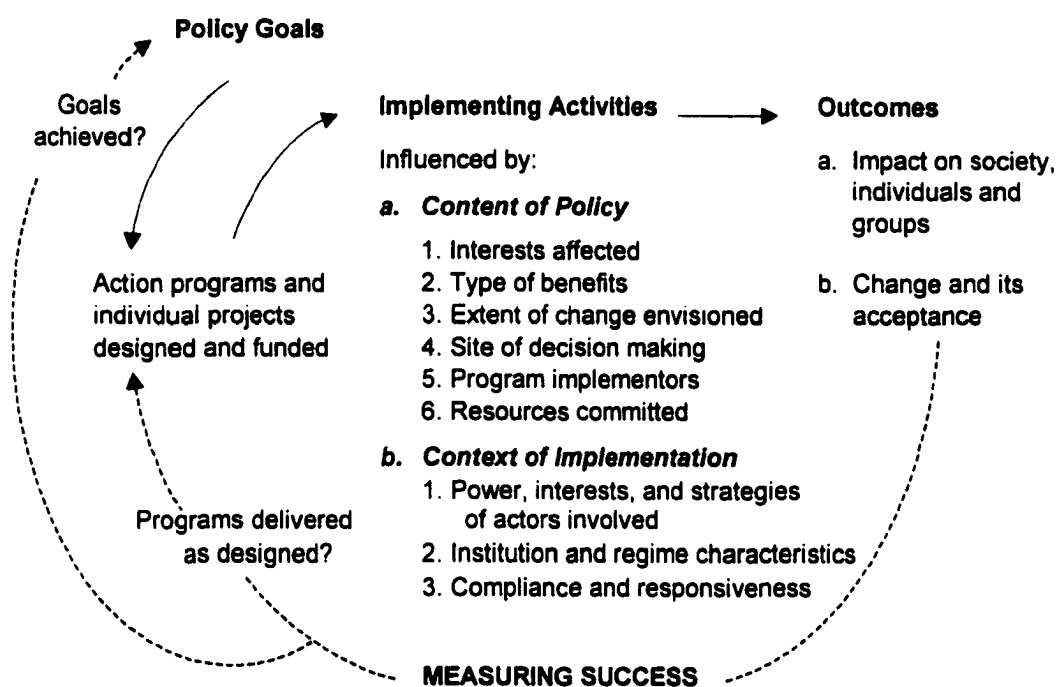 Policy Goals
Goals
achieved?
Action programs and
individual projects
designed and funded
Programs delivered
as designed?
Implementing Activities
Influenced by:
a. Content of Policy
1. Interests affected
2. Type of benefits
3. Extent of change envisioned
4. Site of decision making
5. Program implementors
6. Resources committed
b. Context of Implementation
1. Power, interests, and strategies
of actors involved
2. Institution and regime characteristics
3. Compliance and responsiveness
Outcomes
a. Impact on society,
individuals and
groups
b. Change and its
acceptance
MEASURING SUCCESS